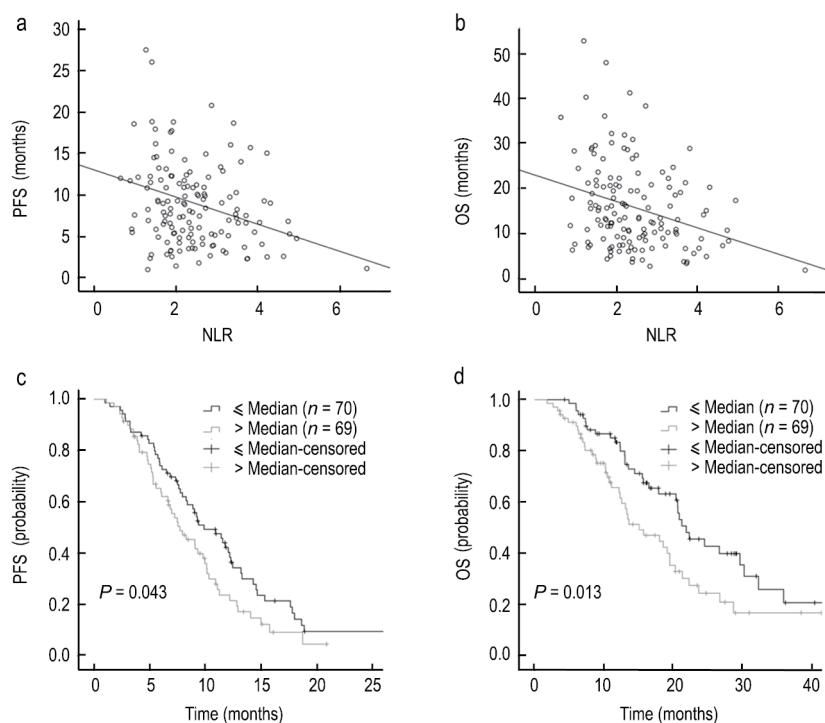 a
30
25
20
15
10
5
0
PFS (months)
0 2 4 6
NLR
b
50
40
30
20
10
0
OS (months)
0 2 4 6
NLR
c
1.0
0.8
0.6
0.4
0.2
0.0
PFS (probability)
⩽ Median (n = 70)
> Median (n = 69)
⩽ Median-censored
> Median-censored
P = 0.043
0 5 10 15 20 25
Time (months)
d
1.0
0.8
0.6
0.4
0.2
0.0
OS (probability)
⩽ Median (n = 70)
> Median (n = 69)
⩽ Median-censored
> Median-censored
P = 0.013
0 10 20 30 40
Time (months)